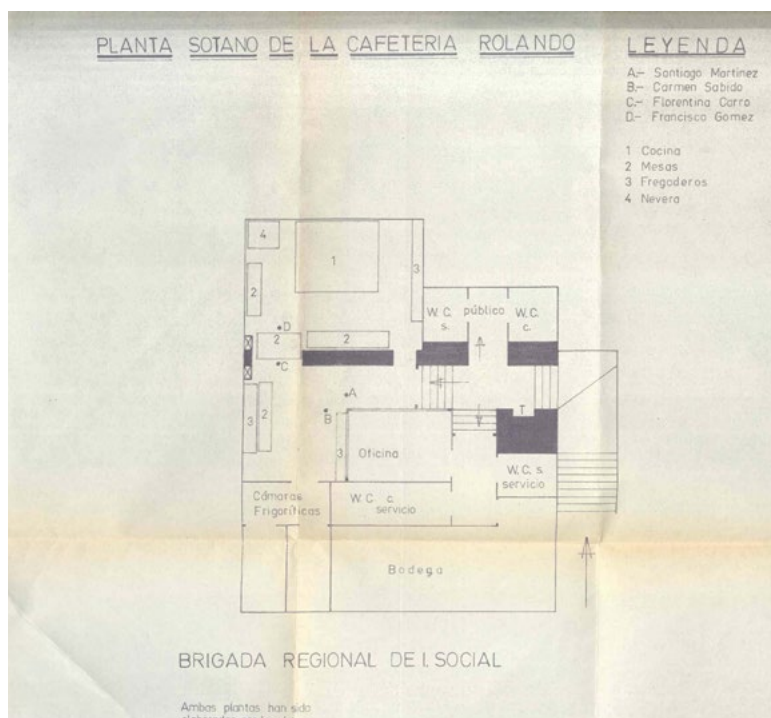 PLANTA SOTANO DE LA CAFETERIA ROLANDO
LEYENDA
A.- Santiago Martinez
B.- Carmen Sabido
C.- Florentina Carro
D.- Francisco Gomez
1 Cocina
2 Mesas
3 Fregaderos
4 Nevera
4
1
3
2
W.C. s.
público
W.C. c.
D
2
2
C
A
B
T
3
2
3
Oficina
W.C. s. servicio
Cámaras Frigoríficas
W.C. c. servicio
Bodega
BRIGADA REGIONAL DE I. SOCIAL
Ambas plantas han sido